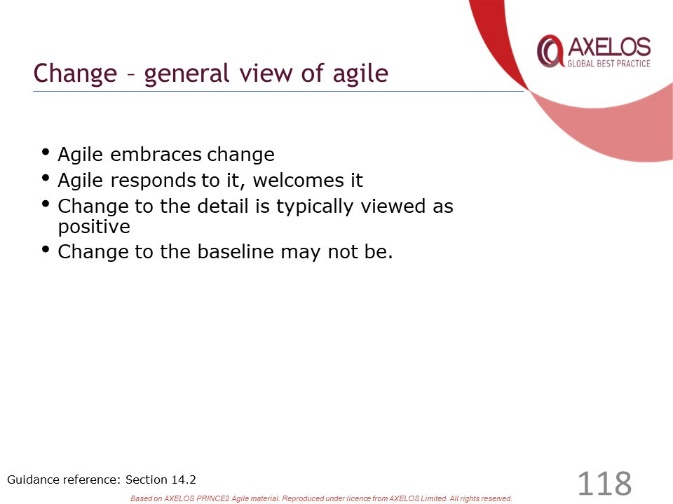 AXELOS
GLOBAL BEST PRACTICE
Change – general view of agile
• Agile embraces change
• Agile responds to it, welcomes it
• Change to the detail is typically viewed as
positive
• Change to the baseline may not be.
Guidance reference: Section 14.2
118
Based on AXELOS PRINCE2 Agile material. Reproduced under licence from AXELOS Limited. All rights reserved.